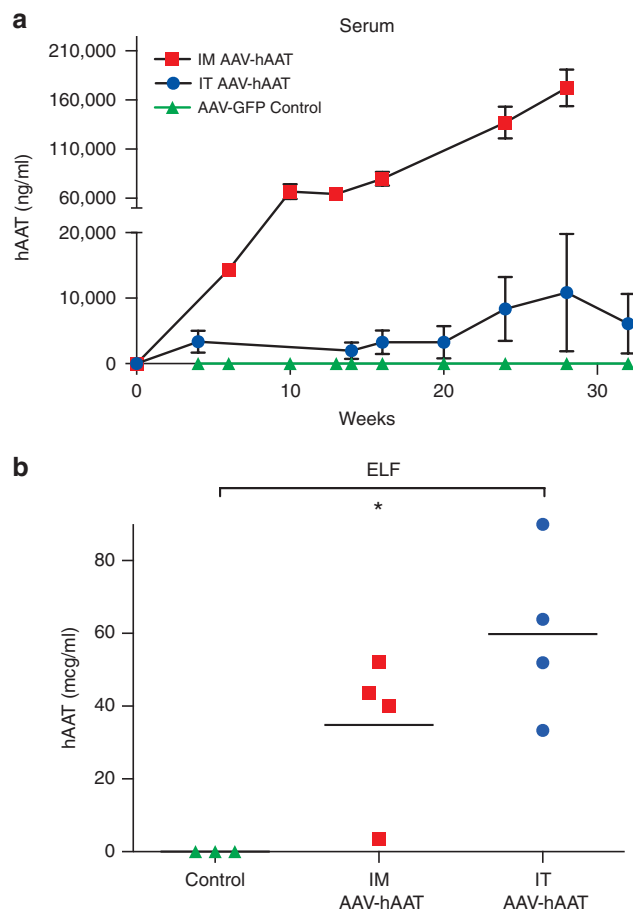 a
Serum
210,000
160,000
110,000
60,000
20,000
10,000
0
hAAT (ng/ml)
IM AAV-hAAT
IT AAV-hAAT
AAV-GFP Control
0 10 20 30
Weeks
b
ELF
*
80
60
40
20
0
hAAT (mcg/ml)
Control IM IT
AAV-hAAT AAV-hAAT